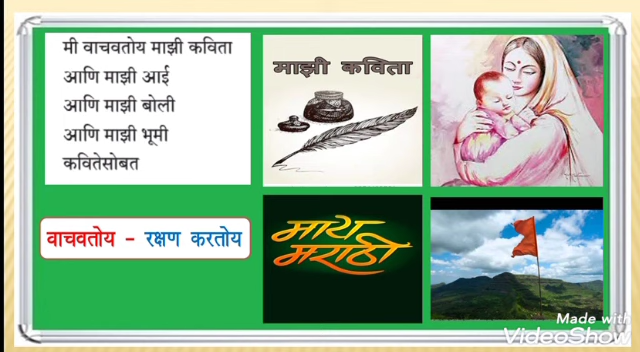 मी वाचवतोय माझी कविता
आणि माझी आई
आणि माझी बोली
आणि माझी भूमी
कवितेसोबत
माझी कविता
वाचवतोय - रक्षण करतोय
माय
मराठी
Made with
VideoShow